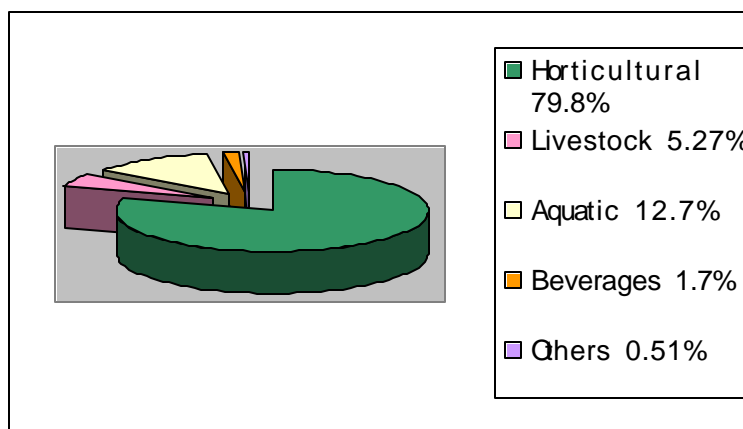 Horticultural
79.8%
Livestock 5.27%
Aquatic 12.7%
Beverages 1.7%
Others 0.51%